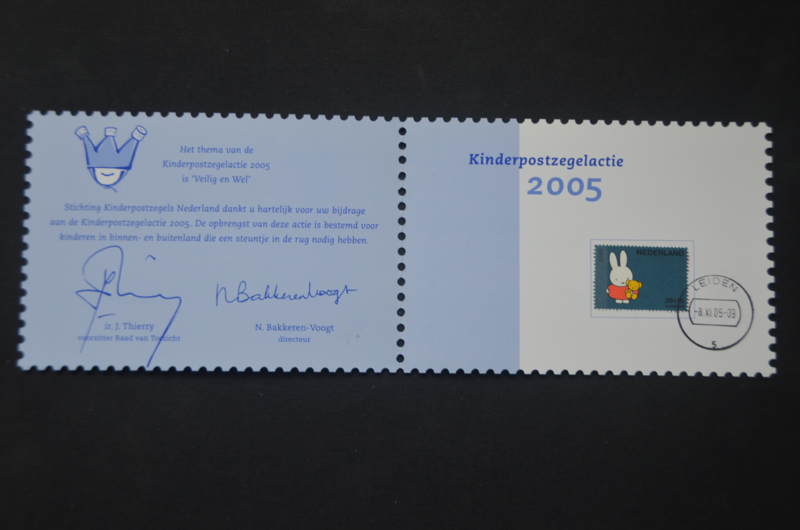 Het thema van de
Kinderpostzegelactie 2005
is 'Veilig en Wel'
Stichting Kinderpostzegels Nederland dankt u hartelijk voor uw bijdrage
aan de Kinderpostzegelactie 2005. De opbrengst van deze actie is bestemd voor
kinderen in binnen- en buitenland die een steuntje in de rug nodig hebben.
N Bakkeren Voogt
ir. J. Thierry
voorzitter Raad van Toezicht
N. Bakkeren-Voogt
directeur
Kinderpostzegelactie
2005
NEDERLAND
LEIDEN
-8.XI.05-
5